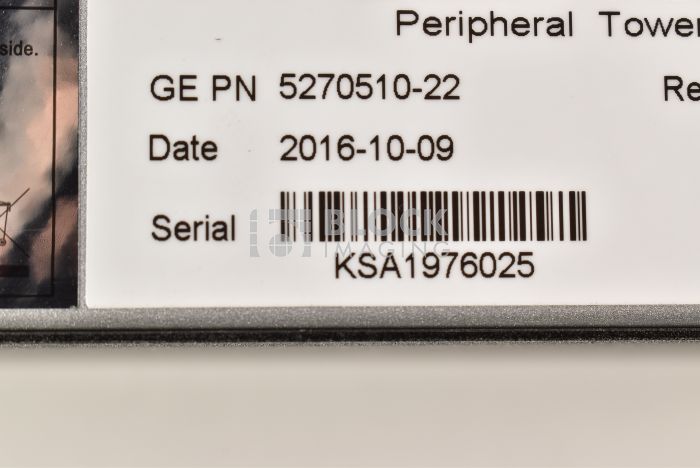 side.
Peripheral Tower
GE PN 5270510-22
Re
Date 2016-10-09
Serial
BLOCK
IMAGING
KSA1976025